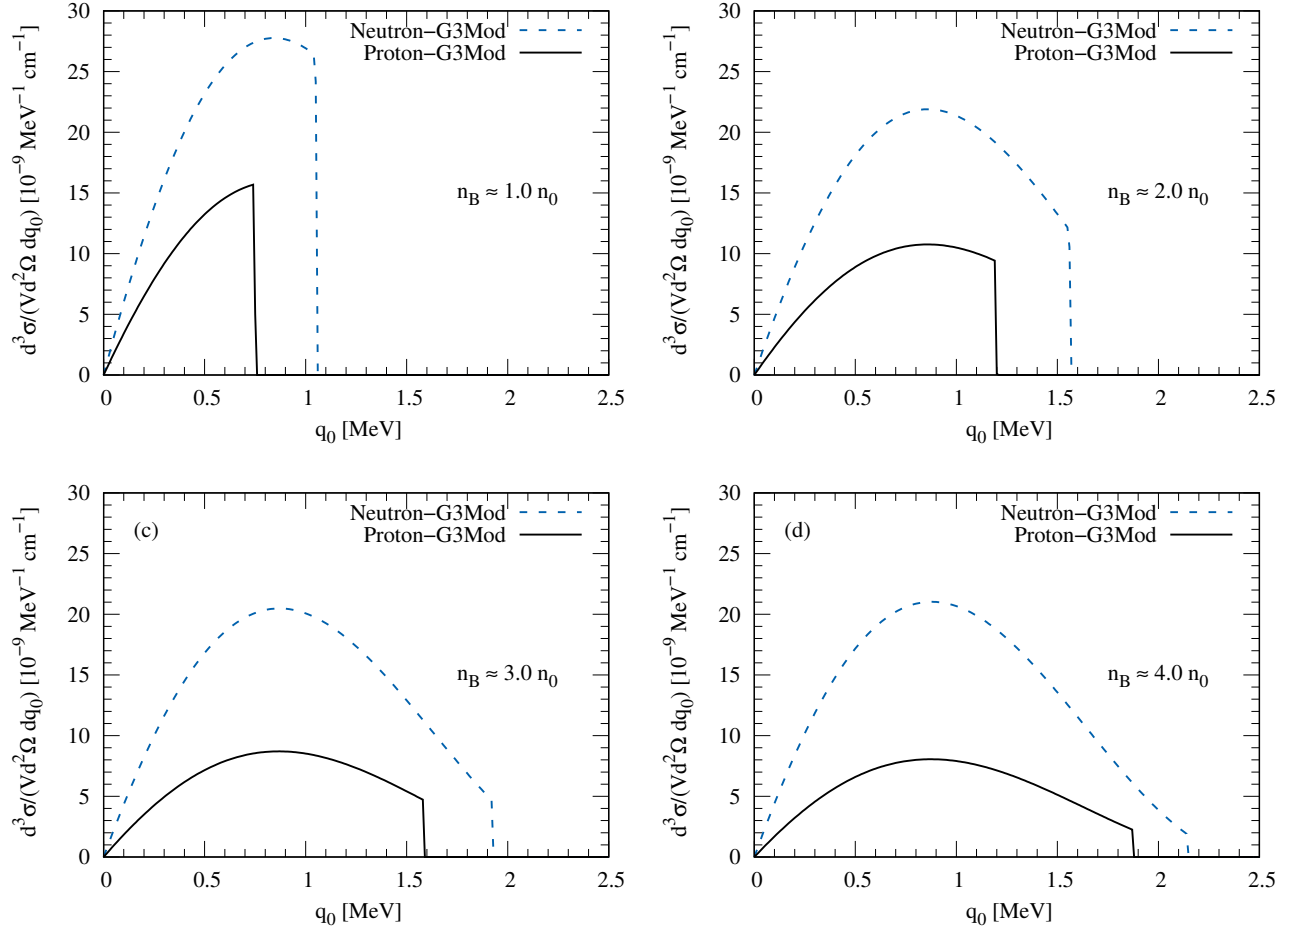 30
25
20
15
10
5
0
d³σ/(Vd²Ω dq₀) [10⁻⁹ MeV⁻¹ cm⁻¹]
Neutron−G3Mod
Proton−G3Mod
n_B ≈ 1.0 n₀
0 0.5 1 1.5 2 2.5
q₀ [MeV]
30
25
20
15
10
5
0
d³σ/(Vd²Ω dq₀) [10⁻⁹ MeV⁻¹ cm⁻¹]
Neutron−G3Mod
Proton−G3Mod
n_B ≈ 2.0 n₀
0 0.5 1 1.5 2 2.5
q₀ [MeV]
30
25
20
15
10
5
0
d³σ/(Vd²Ω dq₀) [10⁻⁹ MeV⁻¹ cm⁻¹]
(c)
Neutron−G3Mod
Proton−G3Mod
n_B ≈ 3.0 n₀
0 0.5 1 1.5 2 2.5
q₀ [MeV]
30
25
20
15
10
5
0
d³σ/(Vd²Ω dq₀) [10⁻⁹ MeV⁻¹ cm⁻¹]
(d)
Neutron−G3Mod
Proton−G3Mod
n_B ≈ 4.0 n₀
0 0.5 1 1.5 2 2.5
q₀ [MeV]